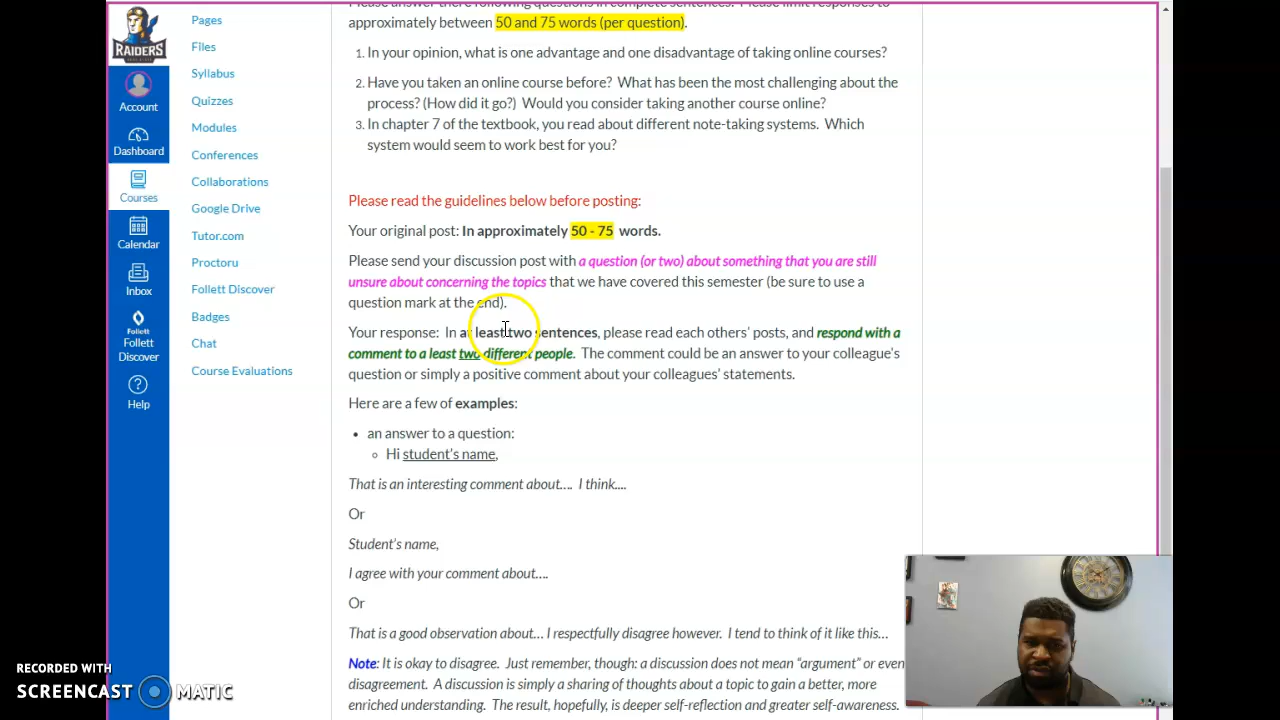 RAIDERS
Account
Dashboard
Courses
Calendar
Inbox
Follett
Follett
Discover
Help
Pages
Files
Syllabus
Quizzes
Modules
Conferences
Collaborations
Google Drive
Tutor.com
Proctoru
Follett Discover
Badges
Chat
Course Evaluations
Please answer there following questions in complete sentences. Please limit responses to
approximately between 50 and 75 words (per question).
1. In your opinion, what is one advantage and one disadvantage of taking online courses?
2. Have you taken an online course before? What has been the most challenging about the
process? (How did it go?) Would you consider taking another course online?
3. In chapter 7 of the textbook, you read about different note-taking systems. Which
system would seem to work best for you?
Please read the guidelines below before posting:
Your original post: In approximately 50 - 75 words.
Please send your discussion post with a question (or two) about something that you are still
unsure about concerning the topics that we have covered this semester (be sure to use a
question mark at the end).
Your response: In at least two sentences, please read each others' posts, and respond with a
comment to a least two different people. The comment could be an answer to your colleague's
question or simply a positive comment about your colleagues' statements.
Here are a few of examples:
• an answer to a question:
◦ Hi student's name,
That is an interesting comment about…. I think....
Or
Student's name,
I agree with your comment about….
Or
That is a good observation about… I respectfully disagree however. I tend to think of it like this…
Note: It is okay to disagree. Just remember, though: a discussion does not mean "argument" or even
disagreement. A discussion is simply a sharing of thoughts about a topic to gain a better, more
enriched understanding. The result, hopefully, is deeper self-reflection and greater self-awareness.
RECORDED WITH
SCREENCAST MATIC